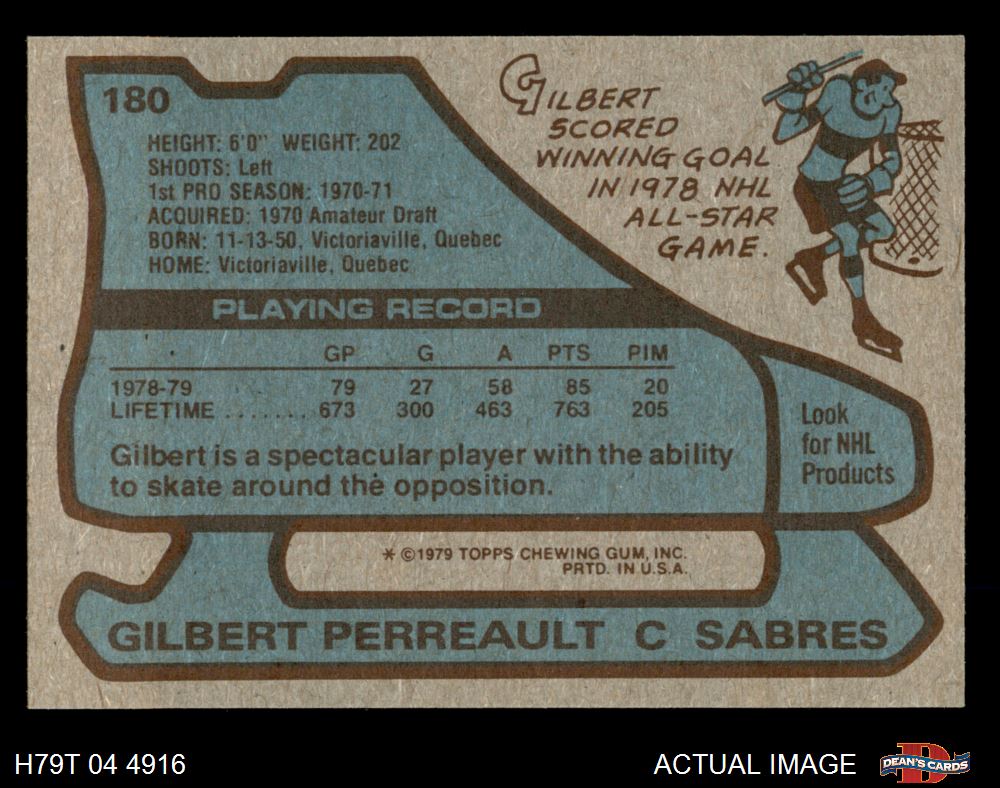 180
HEIGHT: 6'0" WEIGHT: 202
SHOOTS: Left
1st PRO SEASON: 1970-71
ACQUIRED: 1970 Amateur Draft
BORN: 11-13-50, Victoriaville, Quebec
HOME: Victoriaville, Quebec
GILBERT
SCORED
WINNING GOAL
IN 1978 NHL
ALL-STAR
GAME.
PLAYING RECORD
GP G A PTS PIM
1978-79 79 27 58 85 20
LIFETIME ....... 673 300 463 763 205
Gilbert is a spectacular player with the ability
to skate around the opposition.
Look
for NHL
Products
* ©1979 TOPPS CHEWING GUM, INC.
PRTD. IN U.S.A.
GILBERT PERREAULT C SABRES
H79T 04 4916
ACTUAL IMAGE
DEAN'S CARDS